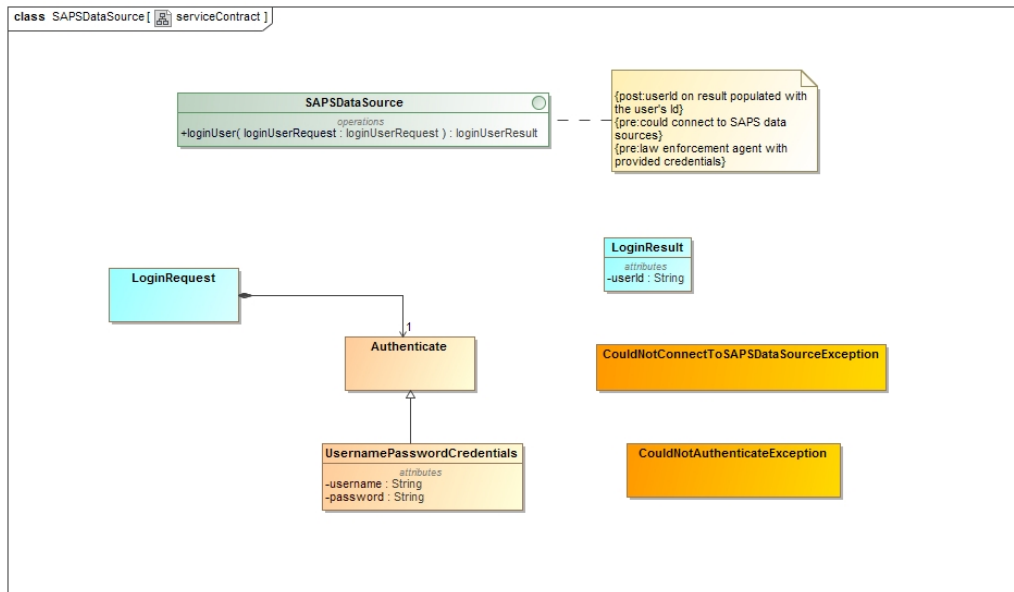 class SAPSDataSource [ serviceContract ]
SAPSDataSource
operations
+loginUser( loginUserRequest : loginUserRequest ) : loginUserResult
{post:userId on result populated with
the user's Id}
{pre:could connect to SAPS data
sources}
{pre:law enforcement agent with
provided credentials}
LoginResult
attributes
-userId : String
LoginRequest
1
Authenticate
CouldNotConnectToSAPSDataSourceException
UsernamePasswordCredentials
attributes
-username : String
-password : String
CouldNotAuthenticateException